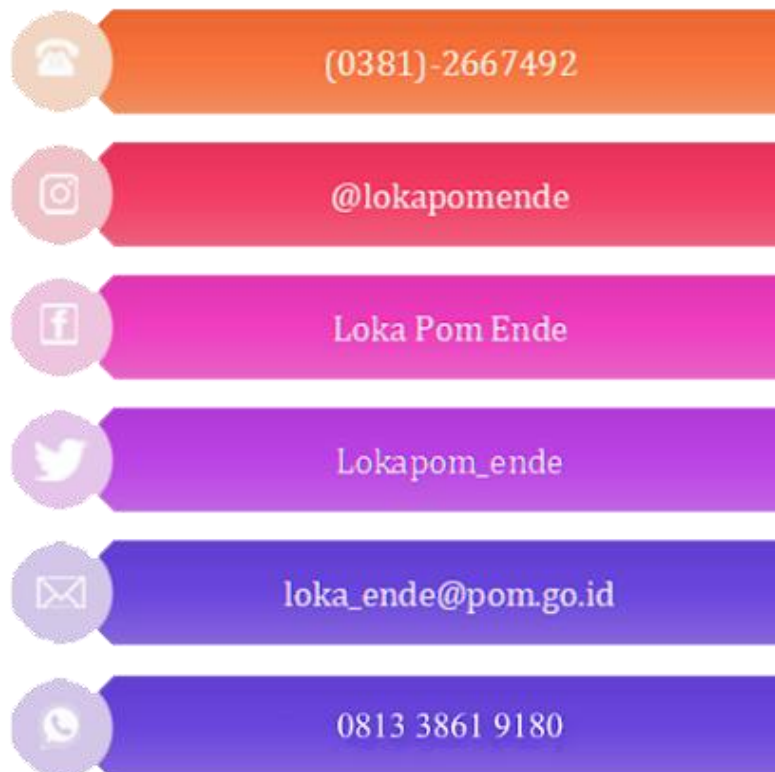 (0381)-2667492
@lokapomende
Loka Pom Ende
Lokapom_ende
loka_ende@pom.go.id
0813 3861 9180